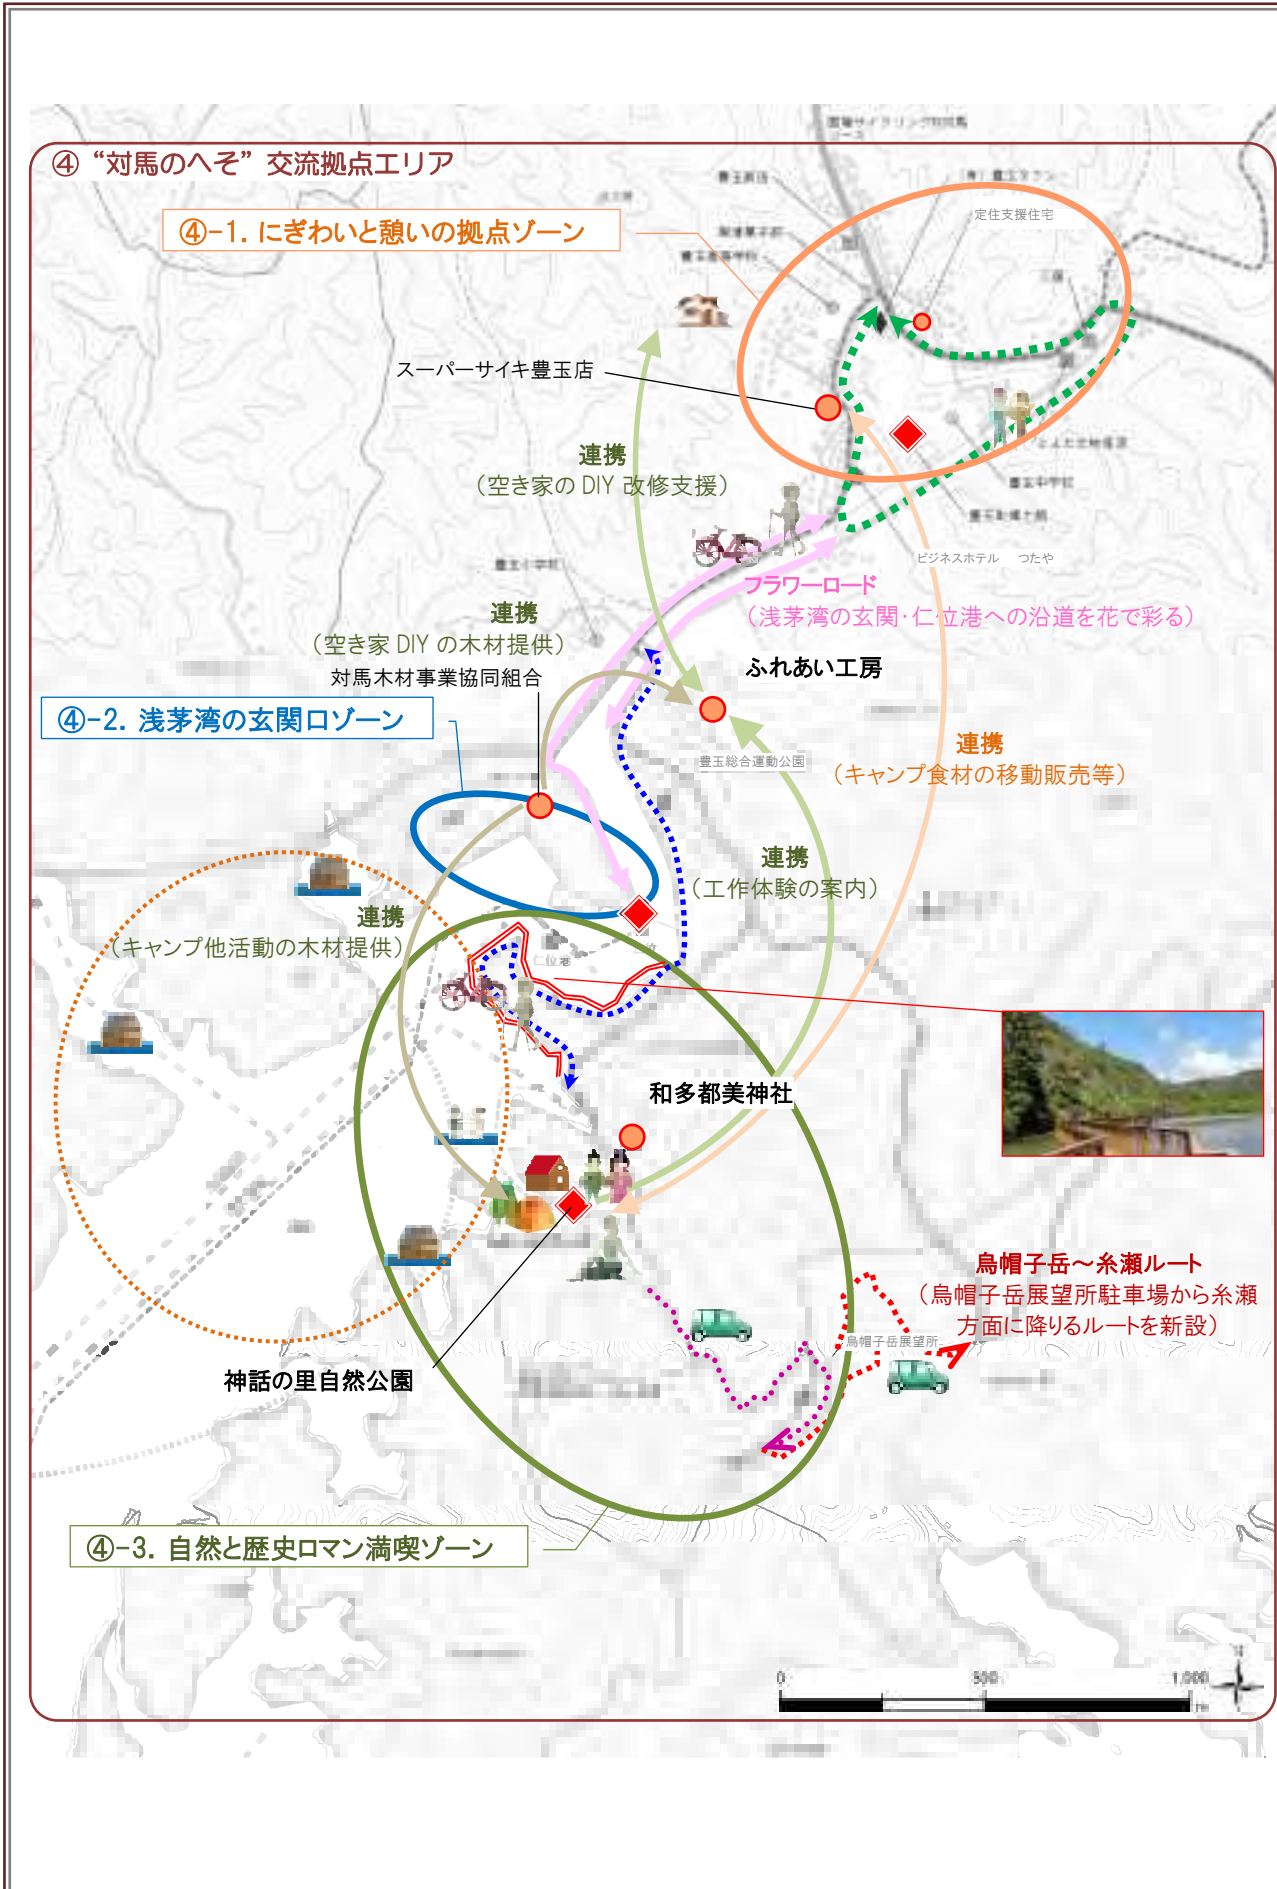 ④ “対馬のへそ” 交流拠点エリア
④-1. にぎわいと憩いの拠点ゾーン
定住支援住宅
スーパーサイキ豊玉店
連携
（空き家の DIY 改修支援）
豊玉中学校
ビジネスホテル　つたや
豊玉小学校
フラワーロード
（浅茅湾の玄関・仁位港への沿道を花で彩る）
連携
（空き家 DIY の木材提供）
対馬木材事業協同組合
ふれあい工房
④-2. 浅茅湾の玄関口ゾーン
豊玉総合運動公園
連携
（キャンプ食材の移動販売等）
連携
（工作体験の案内）
連携
（キャンプ他活動の木材提供）
仁位港
和多都美神社
烏帽子岳～糸瀬ルート
（烏帽子岳展望所駐車場から糸瀬
方面に降りるルートを新設）
烏帽子岳展望所
神話の里自然公園
④-3. 自然と歴史ロマン満喫ゾーン
0 500 1,000